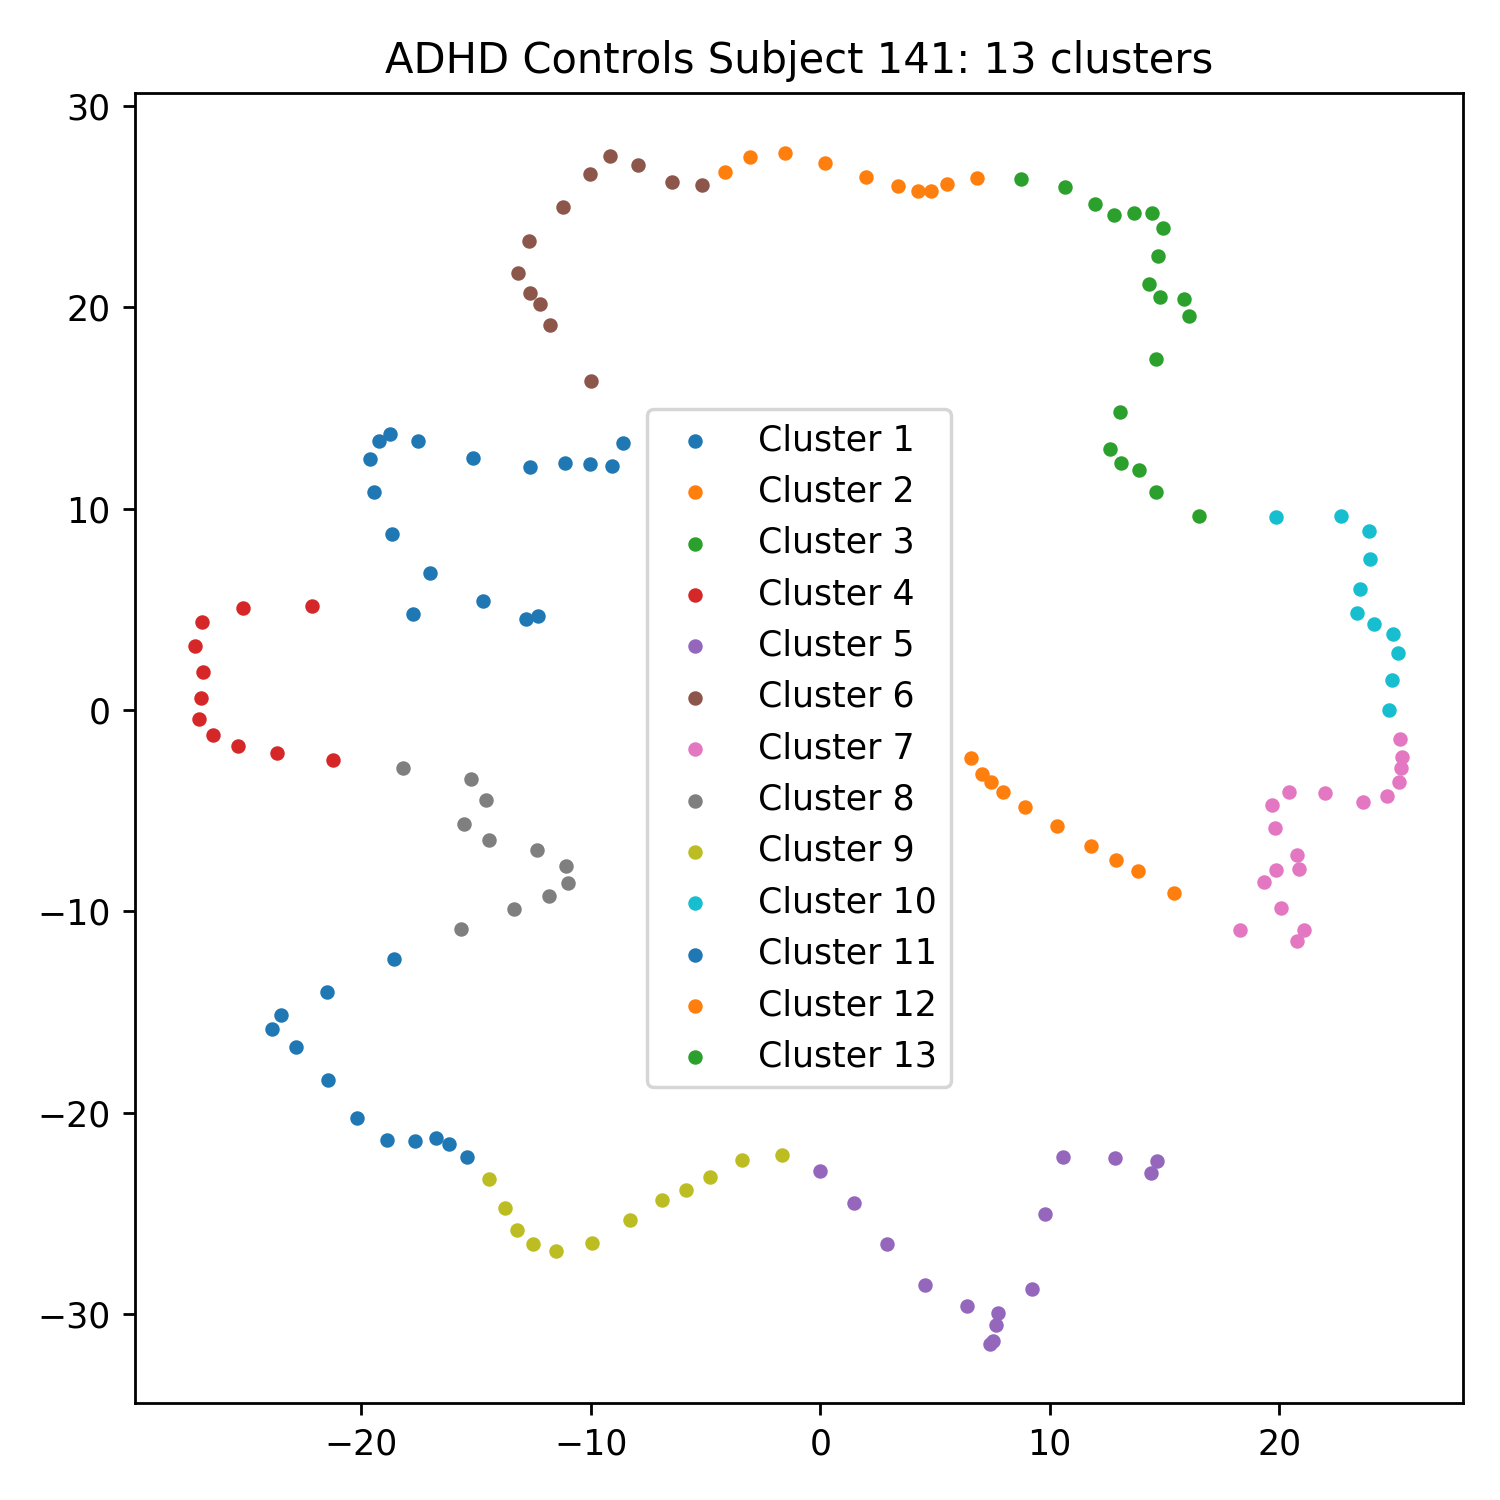 ADHD Controls Subject 141: 13 clusters
30
20
10
0
−10
−20
−30
Cluster 1
Cluster 2
Cluster 3
Cluster 4
Cluster 5
Cluster 6
Cluster 7
Cluster 8
Cluster 9
Cluster 10
Cluster 11
Cluster 12
Cluster 13
−20 −10 0 10 20